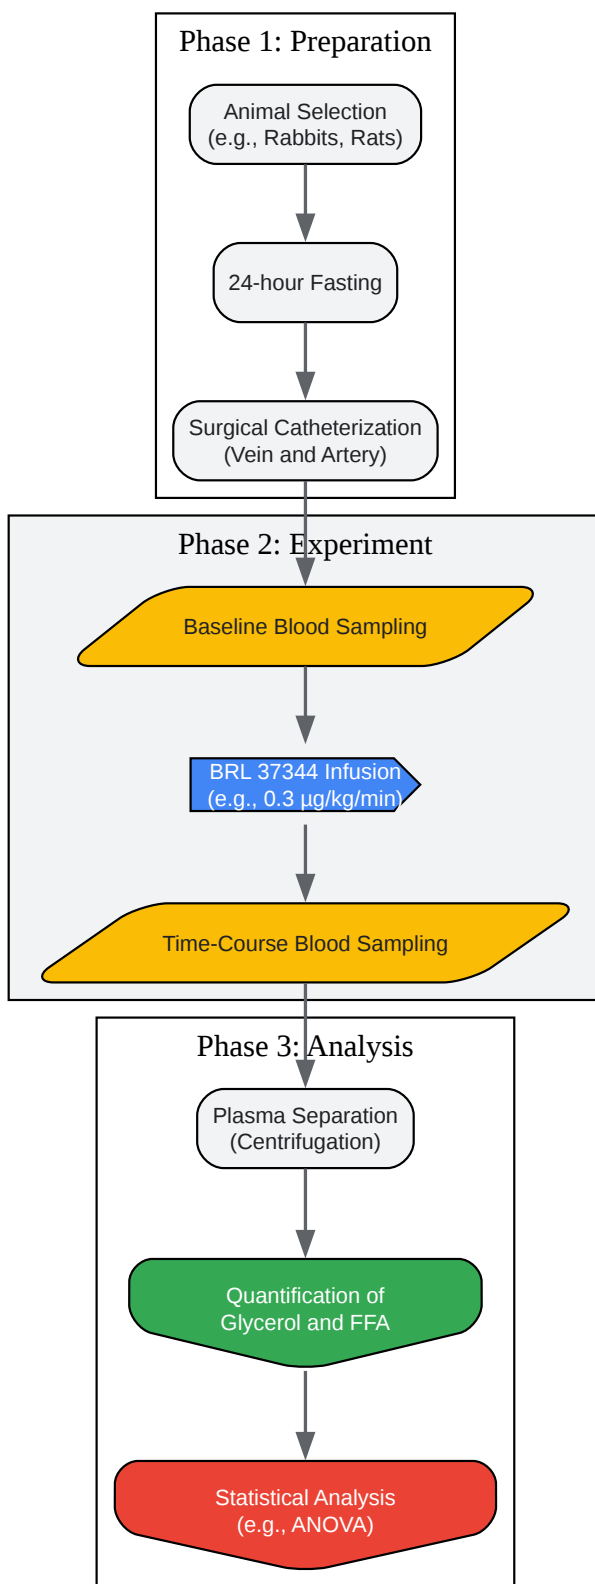 Phase 1: Preparation
Animal Selection
(e.g., Rabbits, Rats)
24-hour Fasting
Surgical Catheterization
(Vein and Artery)
Phase 2: Experiment
Baseline Blood Sampling
BRL 37344 Infusion
(e.g., 0.3 µg/kg/min)
Time-Course Blood Sampling
Phase 3: Analysis
Plasma Separation
(Centrifugation)
Quantification of
Glycerol and FFA
Statistical Analysis
(e.g., ANOVA)